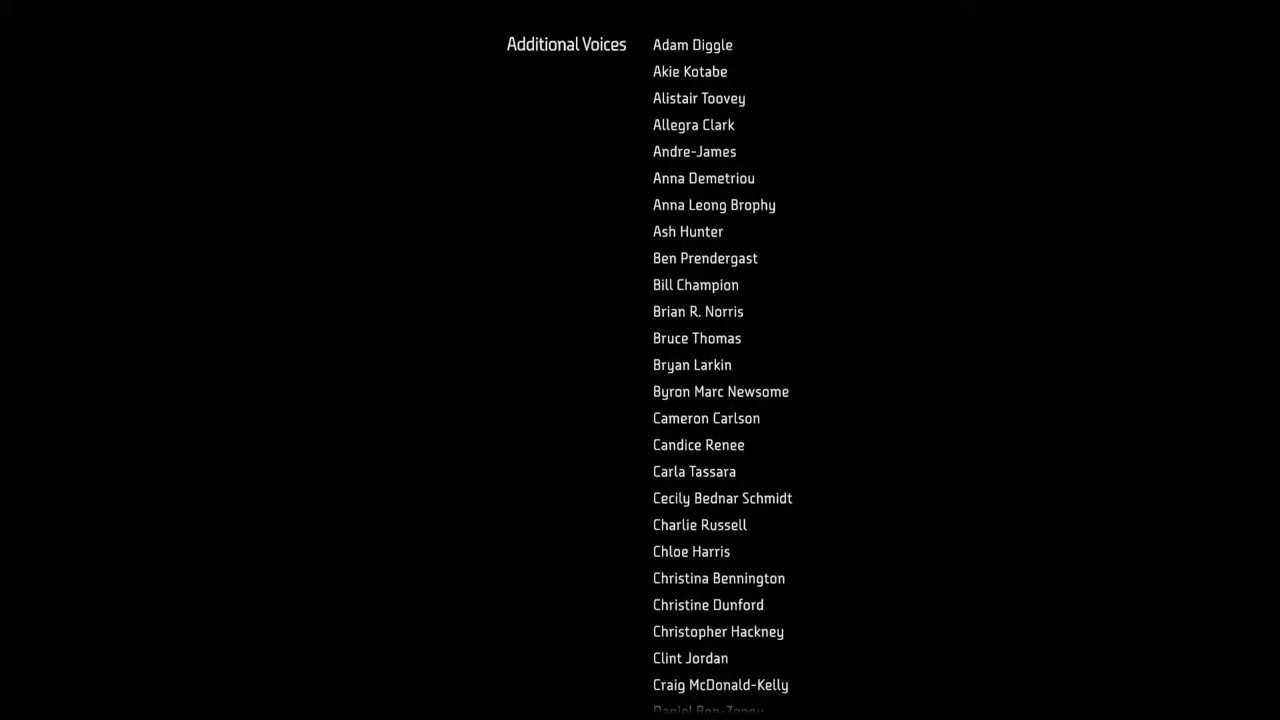 Additional Voices
Adam Diggle
Akie Kotabe
Alistair Toovey
Allegra Clark
Andre-James
Anna Demetriou
Anna Leong Brophy
Ash Hunter
Ben Prendergast
Bill Champion
Brian R. Norris
Bruce Thomas
Bryan Larkin
Byron Marc Newsome
Cameron Carlson
Candice Renee
Carla Tassara
Cecily Bednar Schmidt
Charlie Russell
Chloe Harris
Christina Bennington
Christine Dunford
Christopher Hackney
Clint Jordan
Craig McDonald-Kelly
Daniel